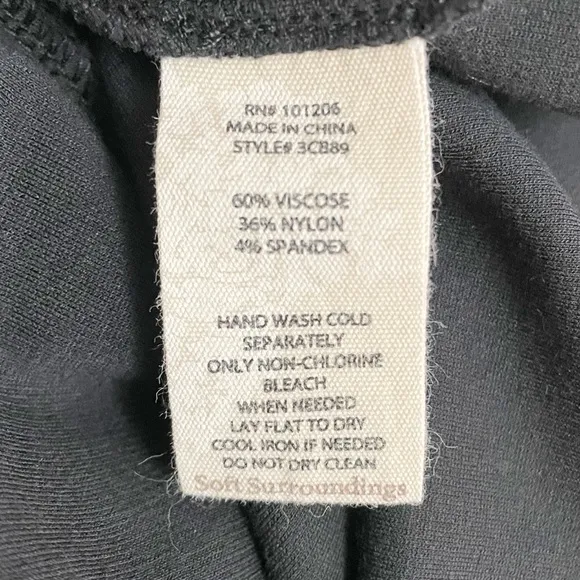 RN# 101206
MADE IN CHINA
STYLE# 3CB89
60% VISCOSE
36% NYLON
4% SPANDEX
HAND WASH COLD
SEPARATELY
ONLY NON-CHLORINE
BLEACH
WHEN NEEDED
LAY FLAT TO DRY
COOL IRON IF NEEDED
DO NOT DRY CLEAN
Soft Surroundings